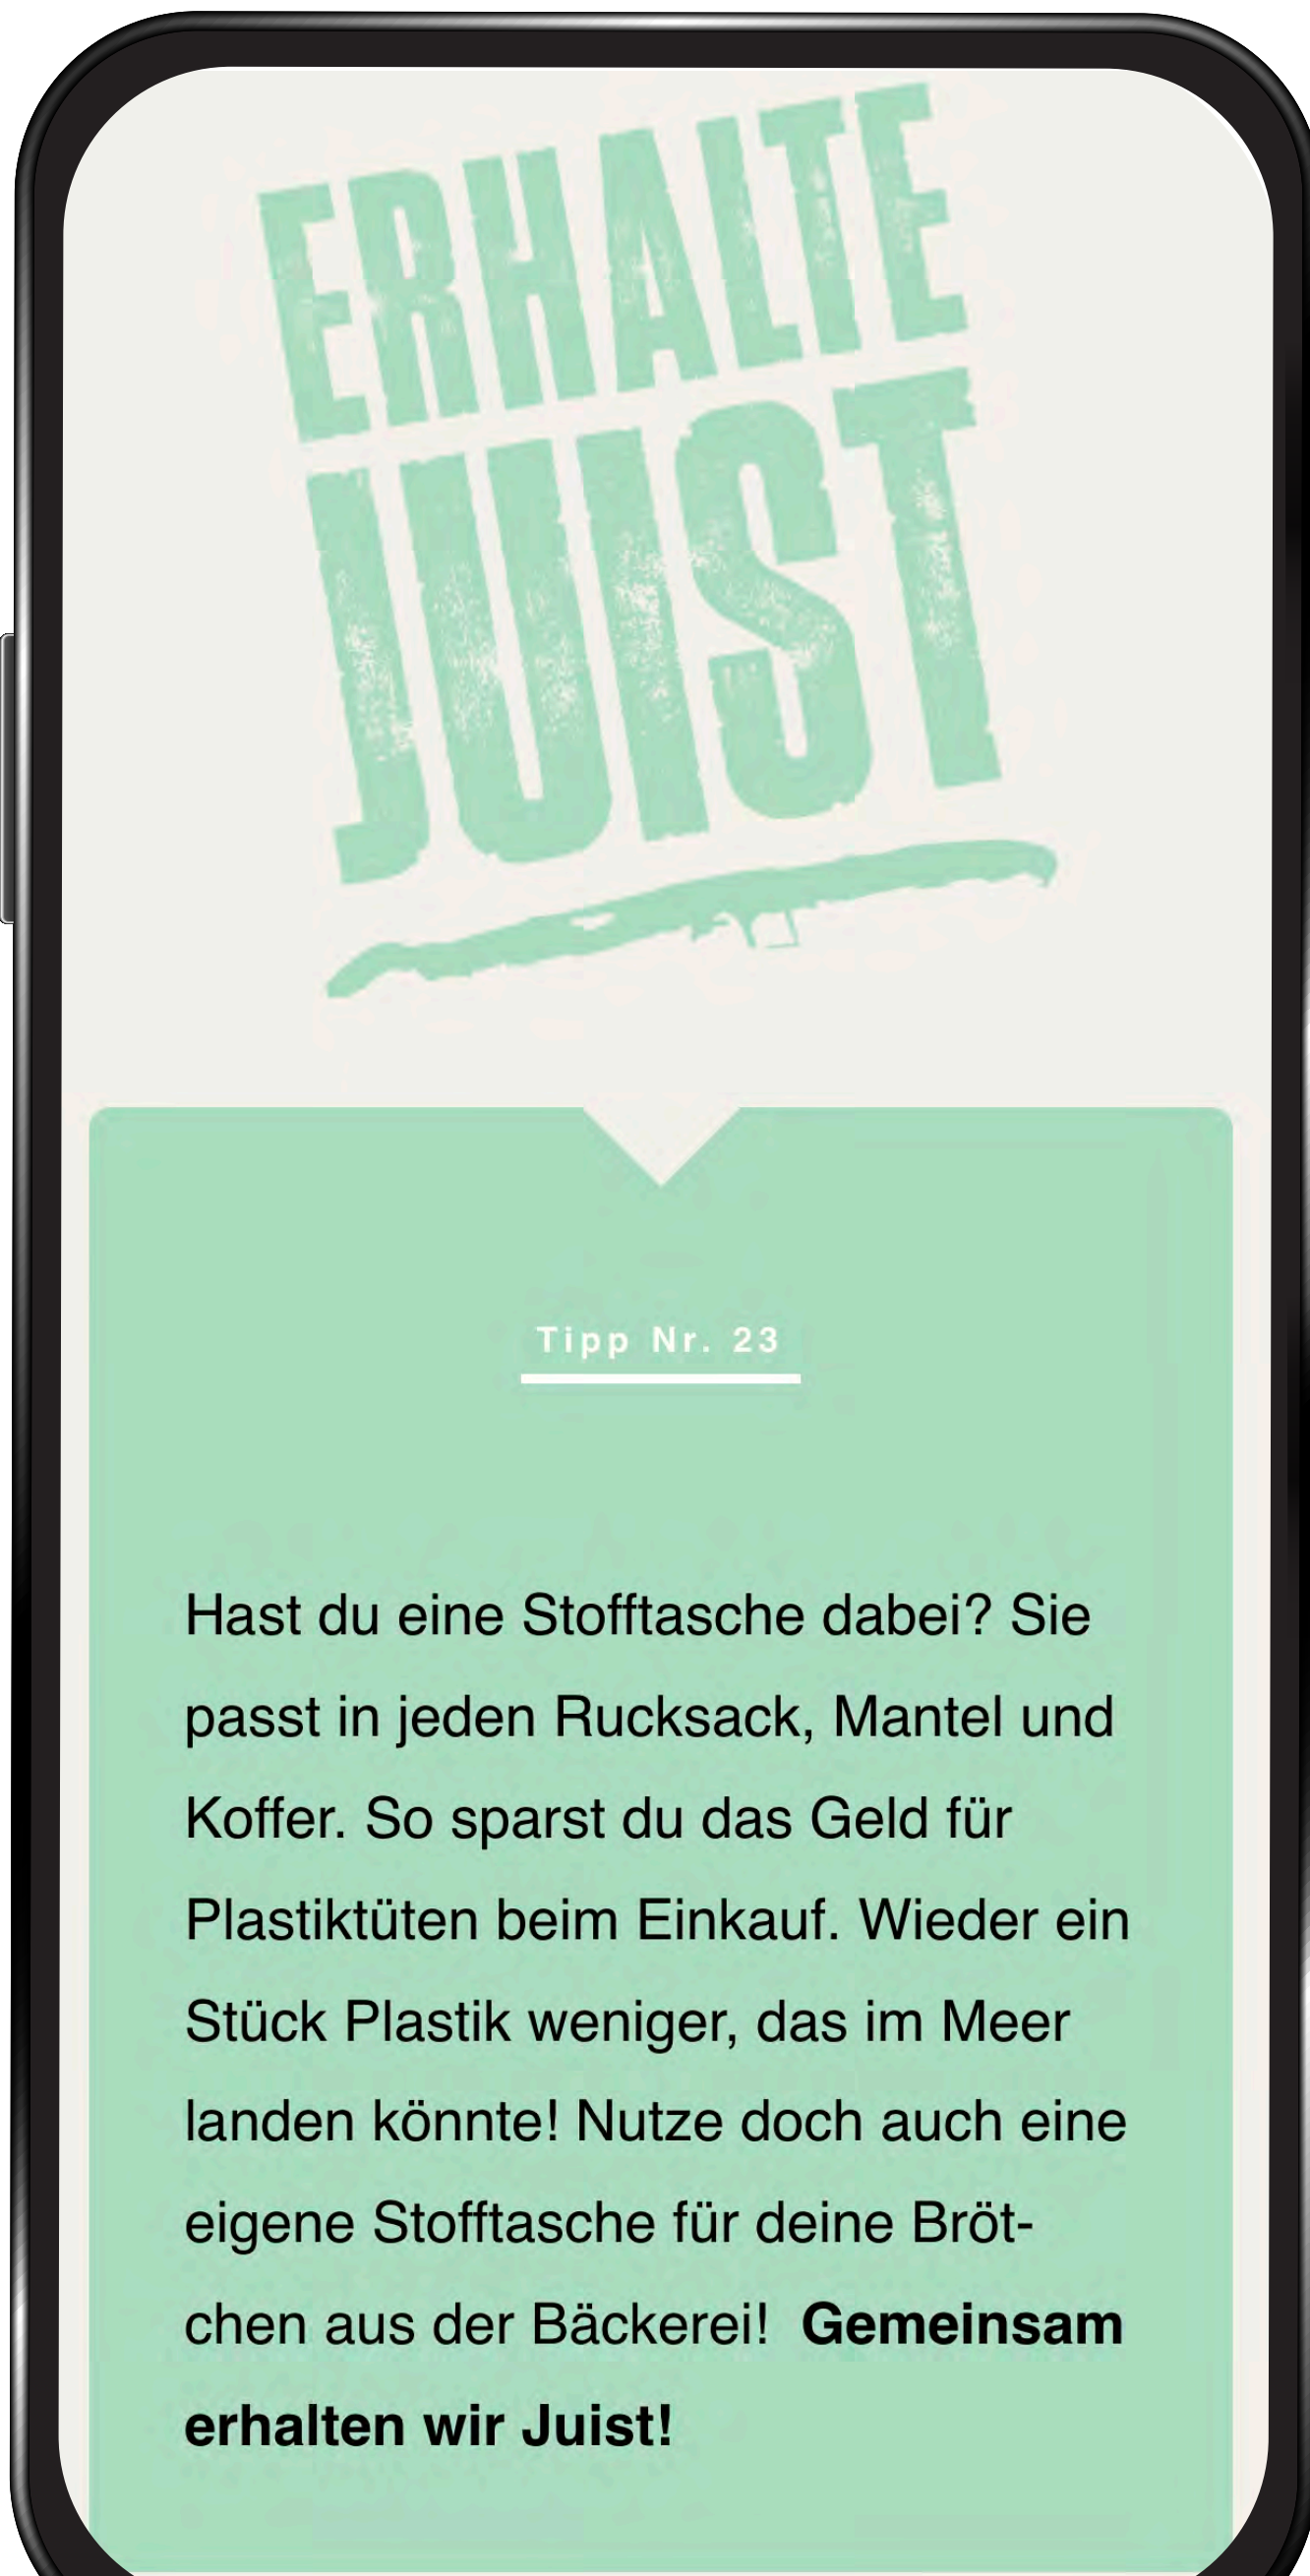 ERHALTE
JUIST
Tipp Nr. 23
Hast du eine Stofftasche dabei? Sie
passt in jeden Rucksack, Mantel und
Koffer. So sparst du das Geld für
Plastiktüten beim Einkauf. Wieder ein
Stück Plastik weniger, das im Meer
landen könnte! Nutze doch auch eine
eigene Stofftasche für deine Bröt-
chen aus der Bäckerei! Gemeinsam
erhalten wir Juist!